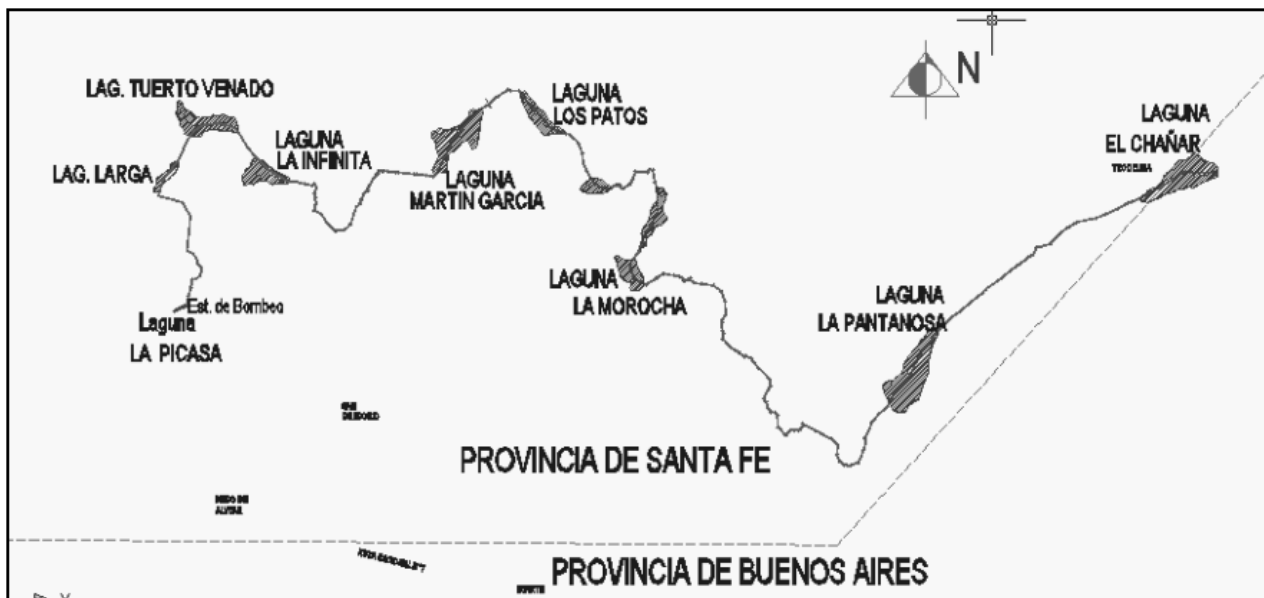 N
LAG. TUERTO VENADO
LAGUNA
LOS PATOS
LAGUNA
EL CHAÑAR
LAGUNA
LA INFINITA
LAG. LARGA
LAGUNA
MARTIN GARCIA
LAGUNA
LA MOROCHA
LAGUNA
LA PANTANOSA
Est. de Bombeo
Laguna
LA PICASA
PROVINCIA DE SANTA FE
PROVINCIA DE BUENOS AIRES